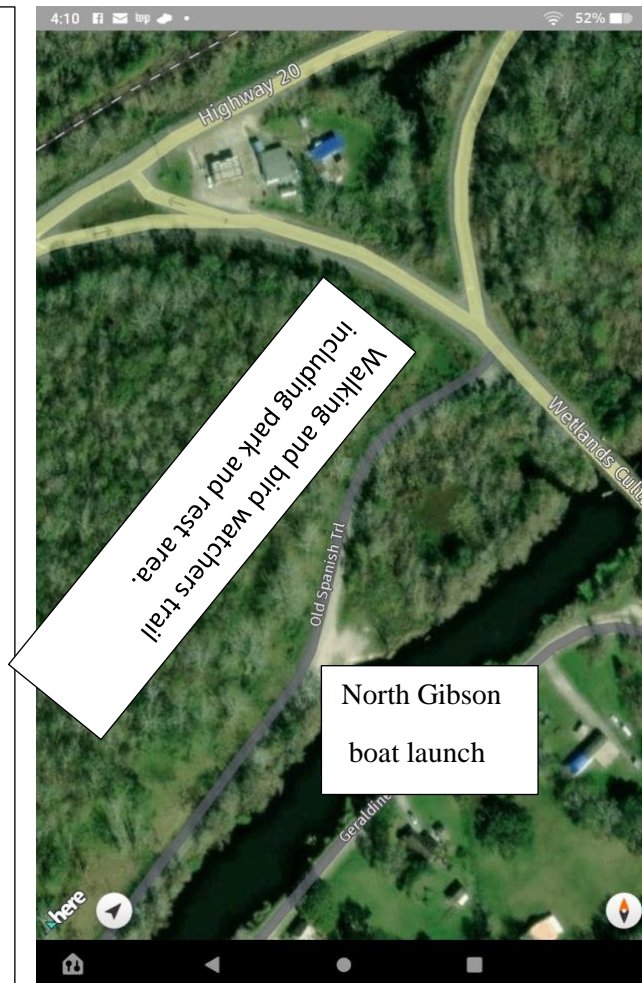 4:10
52%
Highway 20
Walking and bird watchers trail
including park and rest area.
Wetlands Cultu
Old Spanish Trl
North Gibson
boat launch
Geraldine
here